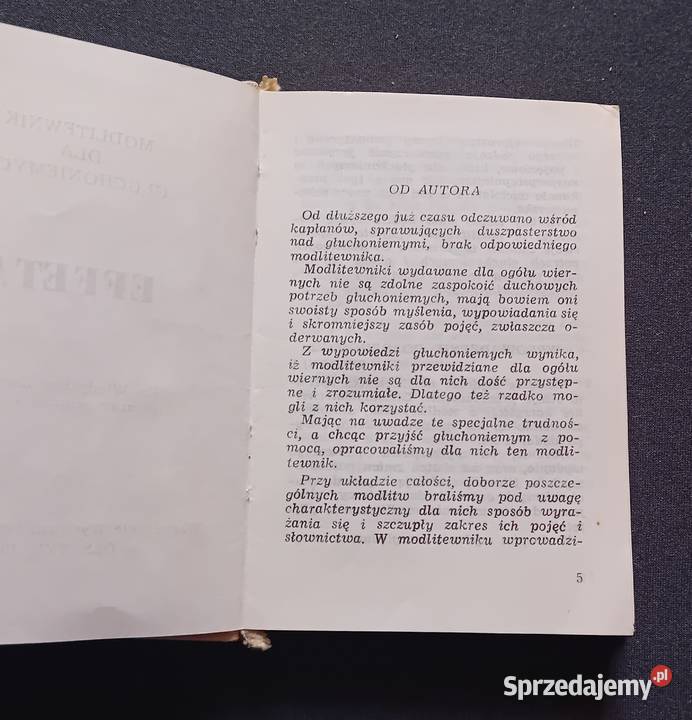 OD AUTORA
Od dłuższego już czasu odczuwano wśród
kapłanów, sprawujących duszpasterstwo
nad głuchoniemymi, brak odpowiedniego
modlitewnika.
Modlitewniki wydawane dla ogółu wier-
nych nie są zdolne zaspokoić duchowych
potrzeb głuchoniemych, mają bowiem oni
swoisty sposób myślenia, wypowiadania się
i skromniejszy zasób pojęć, zwłaszcza o-
derwanych.
Z wypowiedzi głuchoniemych wynika,
iż modlitewniki przewidziane dla ogółu
wiernych nie są dla nich dość przystęp-
ne i zrozumiałe. Dlatego też rzadko mo-
gli z nich korzystać.
Mając na uwadze te specjalne trudnoś-
ci, a chcąc przyjść głuchoniemym z po-
mocą, opracowaliśmy dla nich ten modli-
tewnik.
Przy układzie całości, doborze poszcze-
gólnych modlitw braliśmy pod uwagę
charakterystyczny dla nich sposób wyra-
żania się i szczupły zakres ich pojęć i
słownictwa. W modlitewniku wprowadzi-
5
Sprzedajemy.pl